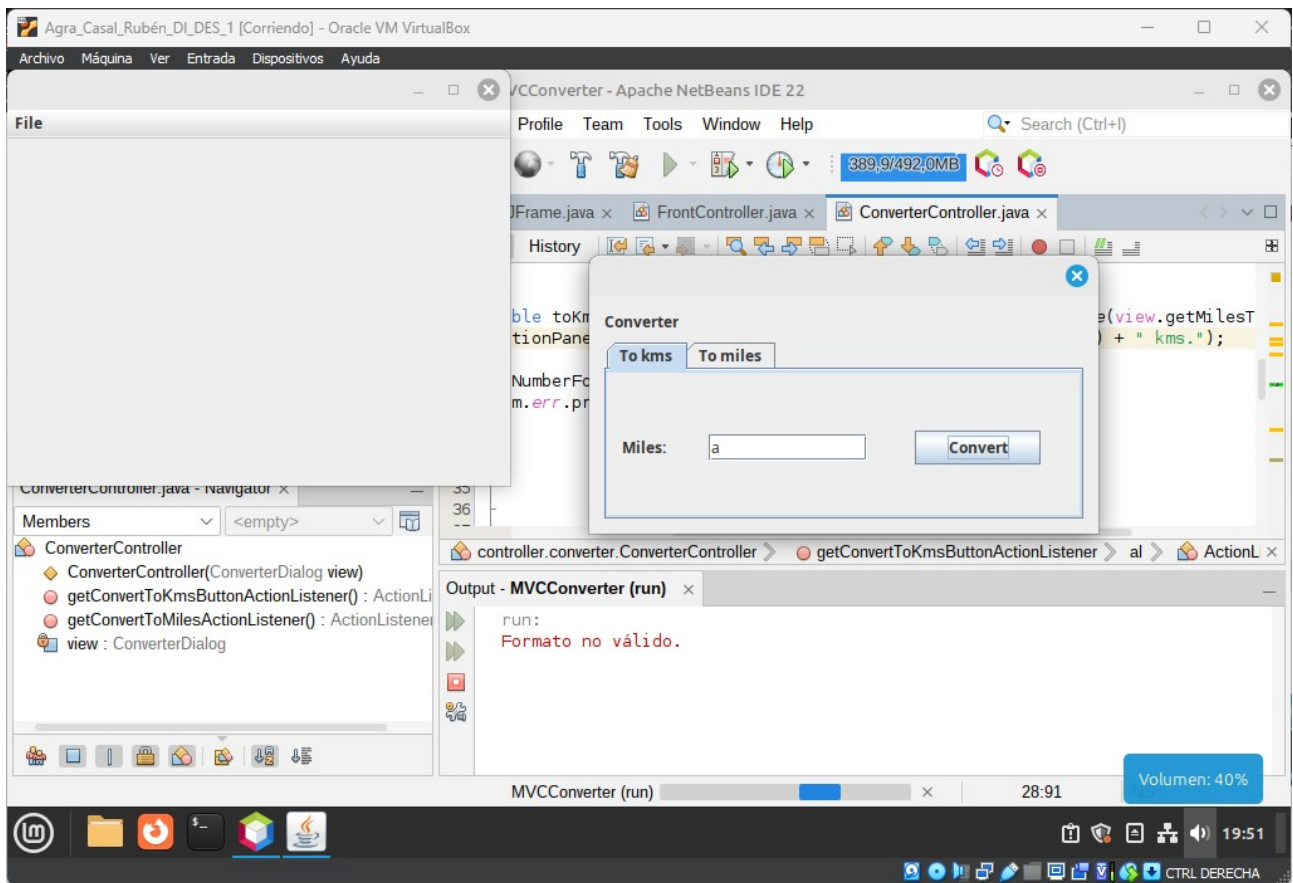 Agra_Casal_Rubén_DI_DES_1 [Corriendo] - Oracle VM VirtualBox
Archivo Máquina Ver Entrada Dispositivos Ayuda
VCConverter - Apache NetBeans IDE 22
File
Profile Team Tools Window Help
Search (Ctrl+I)
389,9/492,0MB
JFrame.java
FrontController.java
ConverterController.java
History
ble toKm
e(view.getMilesT
tionPane
) + " kms.");
NumberFo
m.err.pr
Converter
To kms
To miles
Miles:
a
Convert
35
36
ConverterController.java - Navigator
Members
<empty>
ConverterController
ConverterController(ConverterDialog view)
getConvertToKmsButtonActionListener() : ActionLi
getConvertToMilesActionListener() : ActionListener
view : ConverterDialog
controller.converter.ConverterController
getConvertToKmsButtonActionListener
al
ActionL
Output - MVCConverter (run)
run:
Formato no válido.
MVCConverter (run)
28:91
Volumen: 40%
19:51
CTRL DERECHA